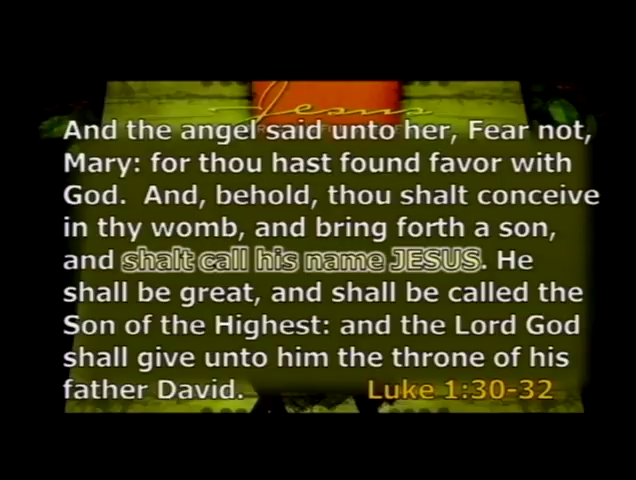 Jesus
And the angel said unto her, Fear not,
Mary: for thou hast found favor with
God. And, behold, thou shalt conceive
in thy womb, and bring forth a son,
and shalt call his name JESUS. He
shall be great, and shall be called the
Son of the Highest: and the Lord God
shall give unto him the throne of his
father David. Luke 1:30-32